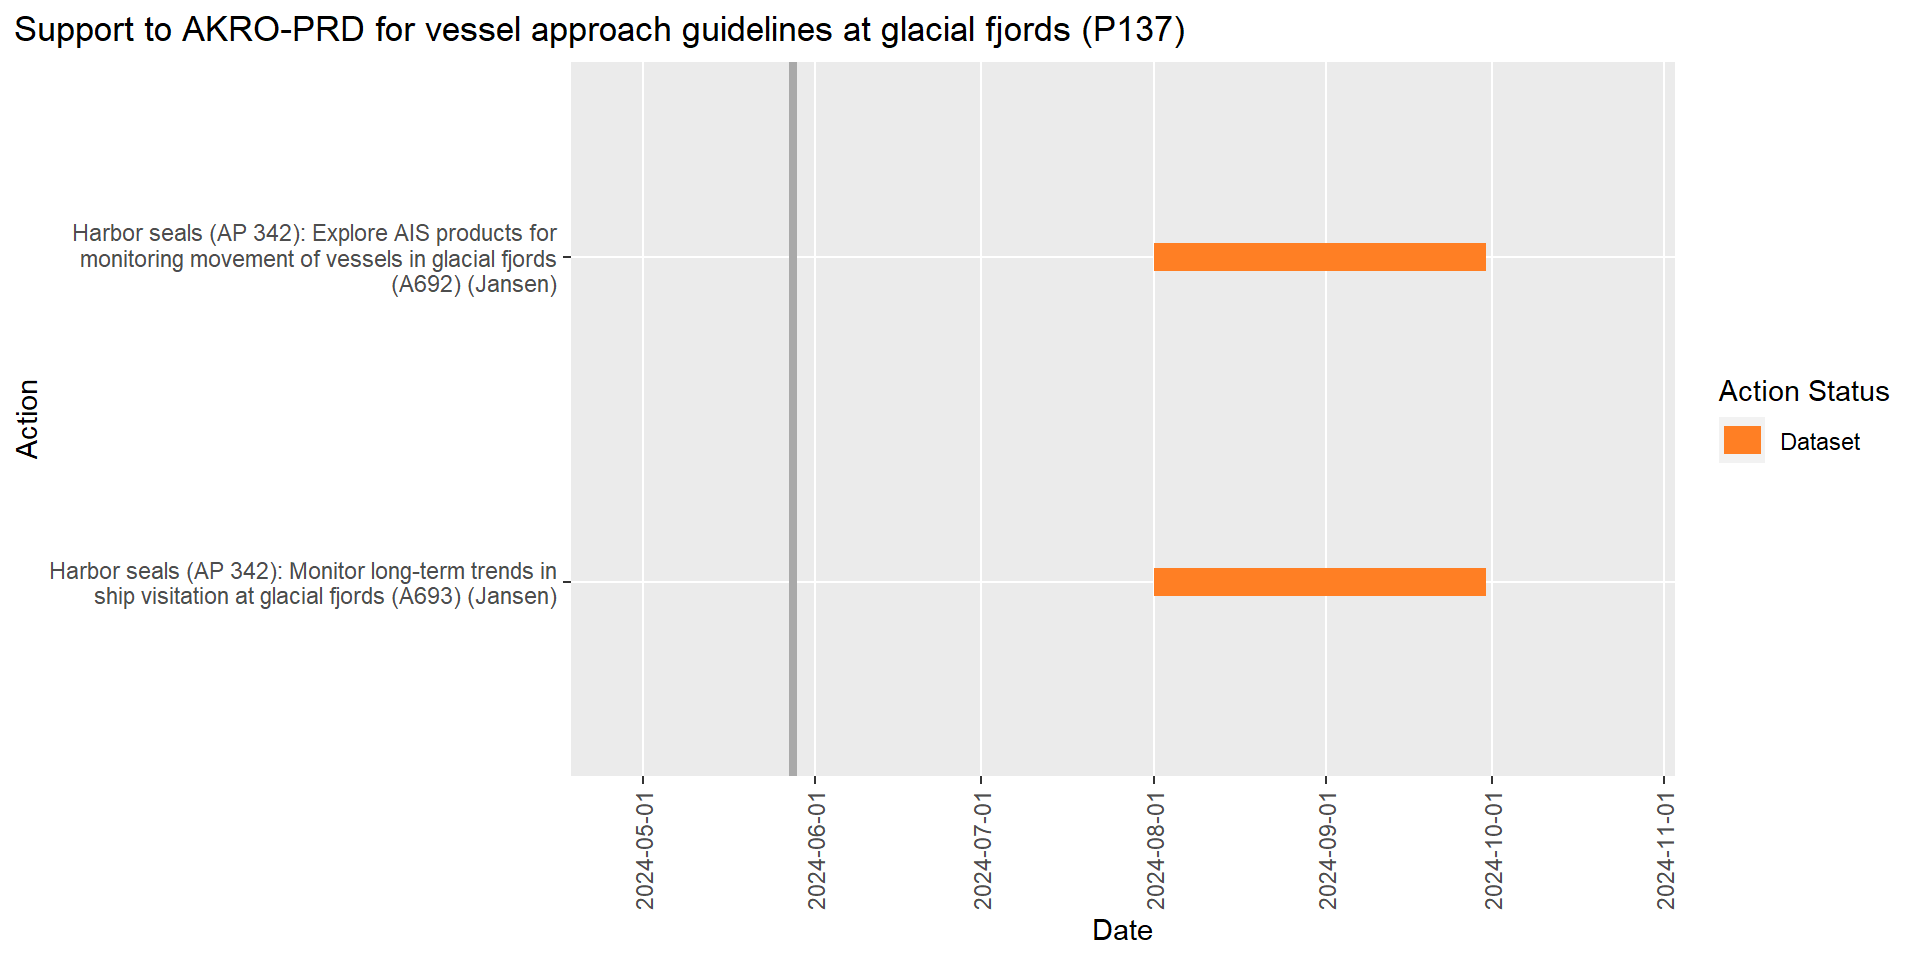 Support to AKRO-PRD for vessel approach guidelines at glacial fjords (P137)
Harbor seals (AP 342): Explore AIS products for
monitoring movement of vessels in glacial fjords
(A692) (Jansen)
Action
Harbor seals (AP 342): Monitor long-term trends in
ship visitation at glacial fjords (A693) (Jansen)
Action Status
Dataset
2024-05-01
2024-06-01
2024-07-01
2024-08-01
2024-09-01
2024-10-01
2024-11-01
Date